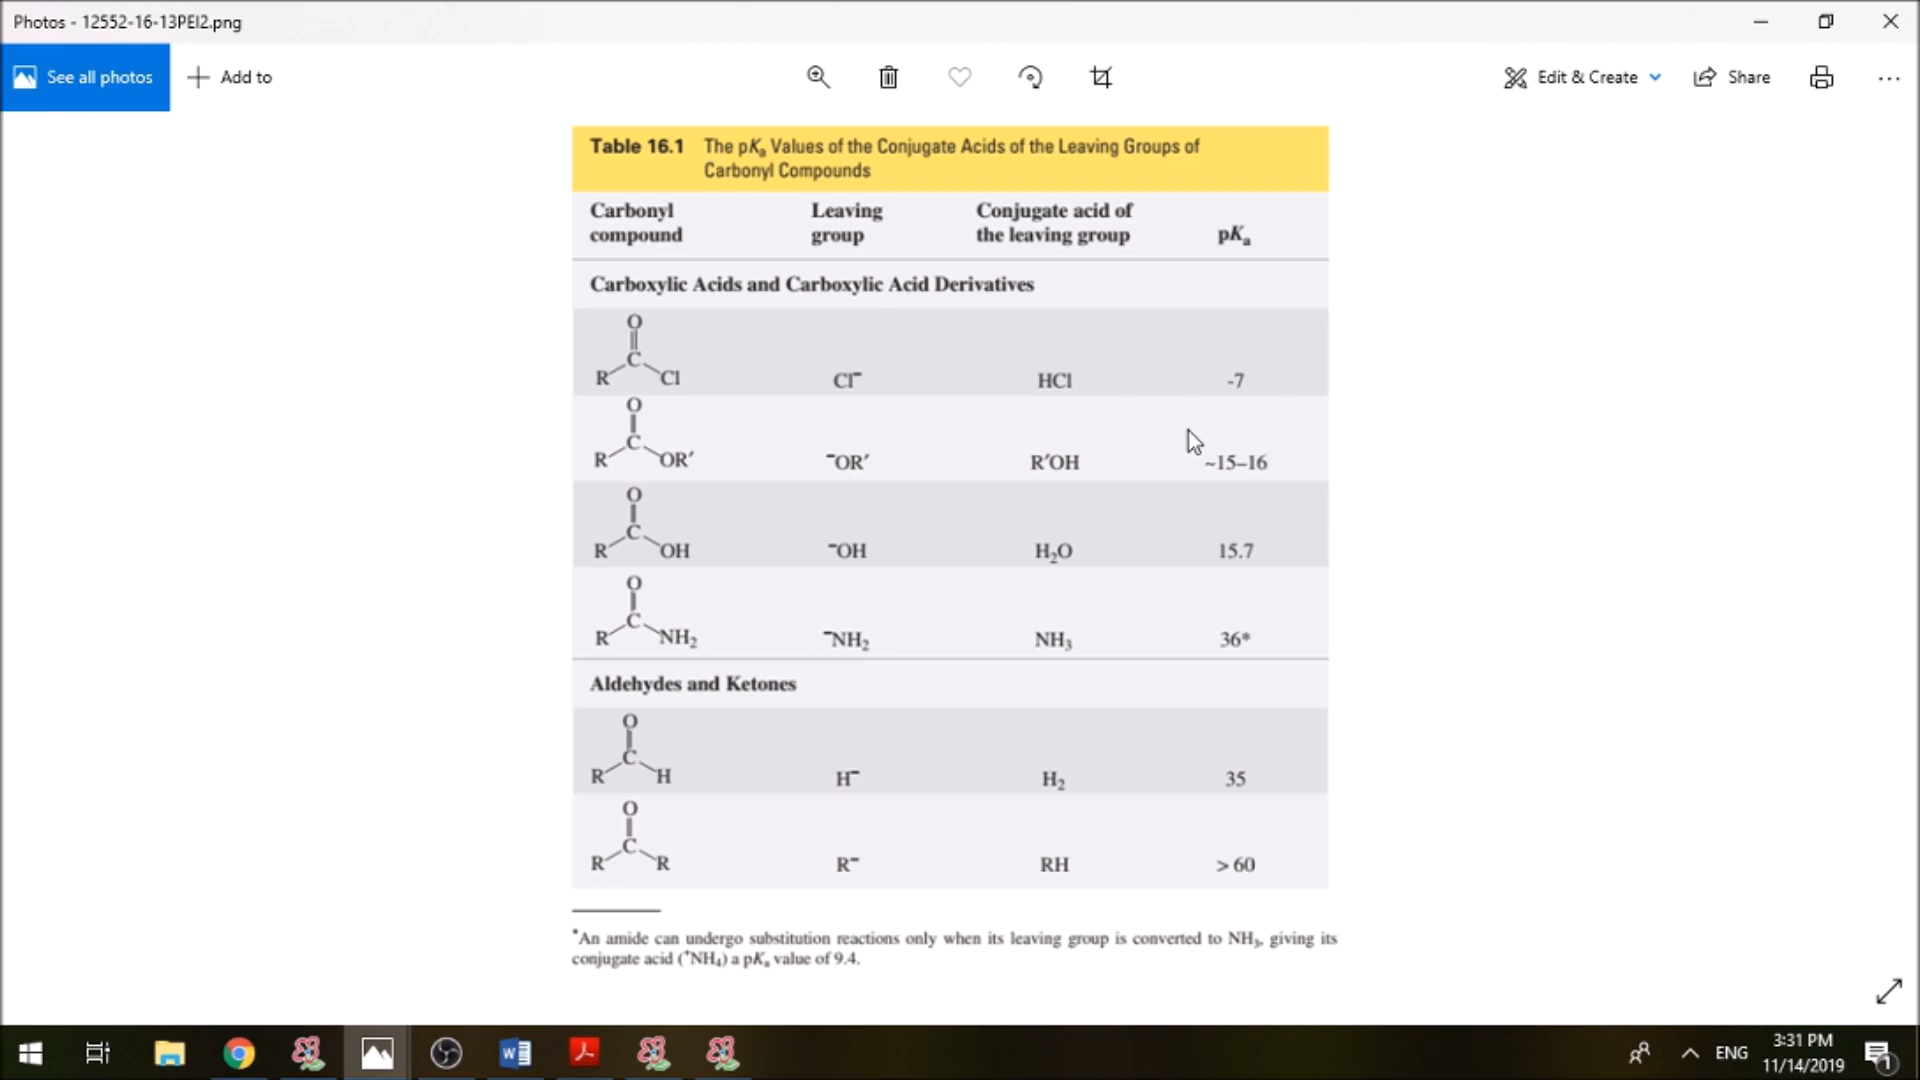 Photos - 12552-16-13PEI2.png
See all photos
Add to
Edit & Create
Share
Table 16.1 The pKa Values of the Conjugate Acids of the Leaving Groups of
Carbonyl Compounds
Carbonyl compound Leaving group Conjugate acid of the leaving group pKa
Carboxylic Acids and Carboxylic Acid Derivatives
O
C
R Cl Cl⁻ HCl -7
O
C
R OR′ ⁻OR′ R′OH ~15–16
O
C
R OH ⁻OH H₂O 15.7
O
C
R NH₂ ⁻NH₂ NH₃ 36*
Aldehydes and Ketones
O
C
R H H⁻ H₂ 35
O
C
R R R⁻ RH > 60
*An amide can undergo substitution reactions only when its leaving group is converted to NH₃, giving its
conjugate acid (⁺NH₄) a pKa value of 9.4.
ENG
3:31 PM
11/14/2019
1